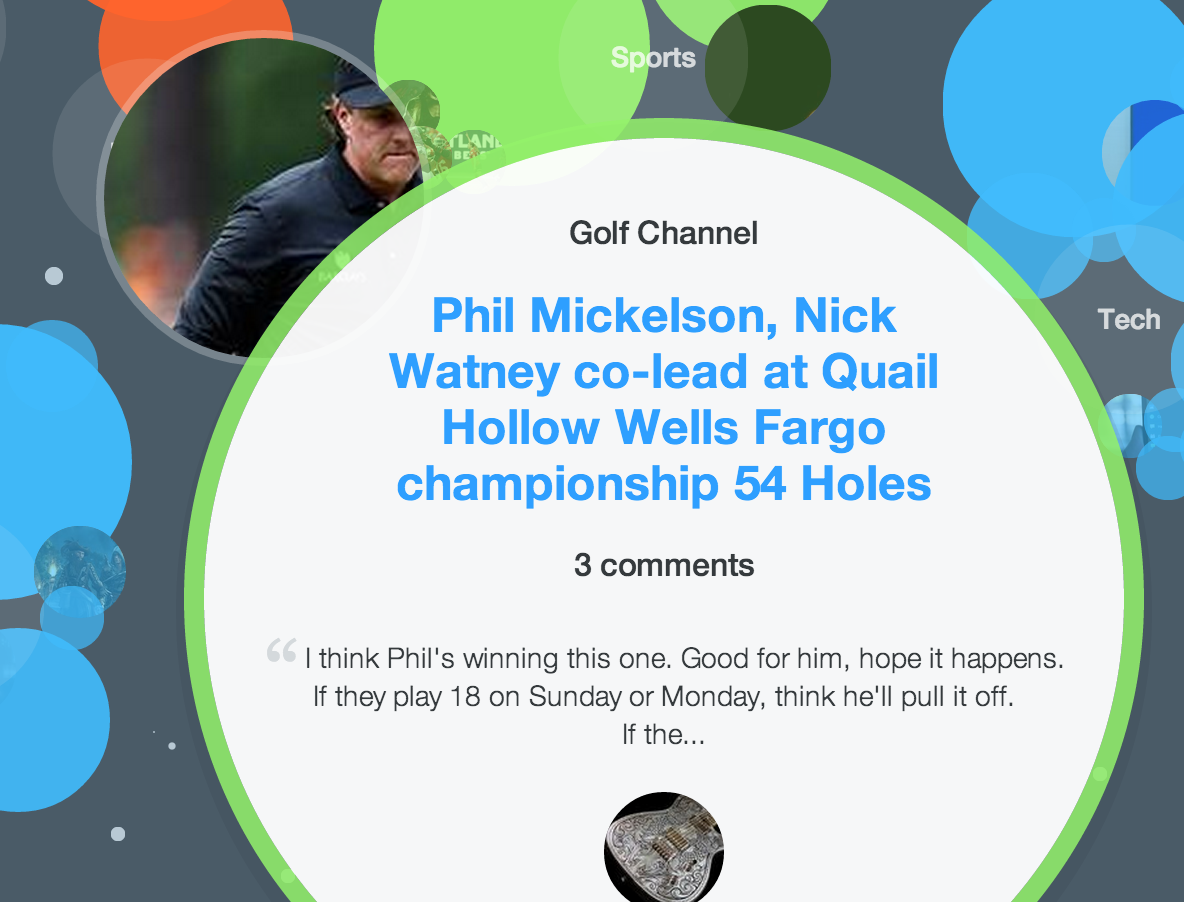 Sports
Golf Channel
Phil Mickelson, Nick
Watney co-lead at Quail
Hollow Wells Fargo
championship 54 Holes
Tech
3 comments
“ I think Phil's winning this one. Good for him, hope it happens.
If they play 18 on Sunday or Monday, think he'll pull it off.
If the...